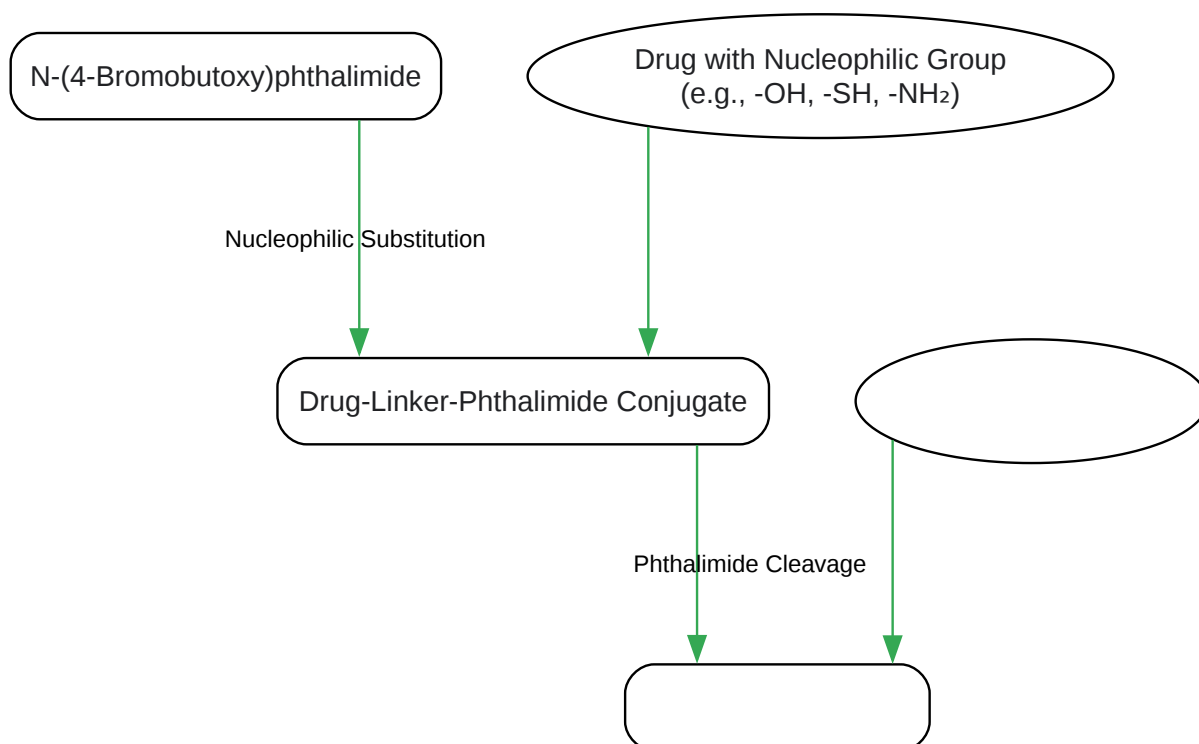 N-(4-Bromobutoxy)phthalimide
Drug with Nucleophilic Group
(e.g., -OH, -SH, -NH₂)
Nucleophilic Substitution
Drug-Linker-Phthalimide Conjugate
Phthalimide Cleavage